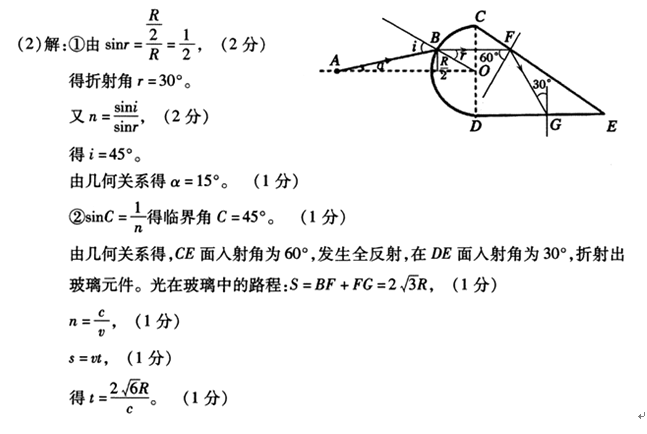 (2)解:①由 sinr = (R/2)/R = 1/2, (2分)
得折射角 r = 30°。
又 n = sini/sinr, (2分)
得 i = 45°。
由几何关系得 α = 15°。 (1分)
②sinC = 1/n 得临界角 C = 45°。 (1分)
由几何关系得,CE 面入射角为 60°,发生全反射,在 DE 面入射角为 30°,折射出
玻璃元件。光在玻璃中的路程:S = BF + FG = 2√3R, (1分)
n = c/v, (1分)
s = vt, (1分)
得 t = 2√6R/c。 (1分)
C
B
F
i
r
60°
A
α
R/2
O
30°
D
G
E